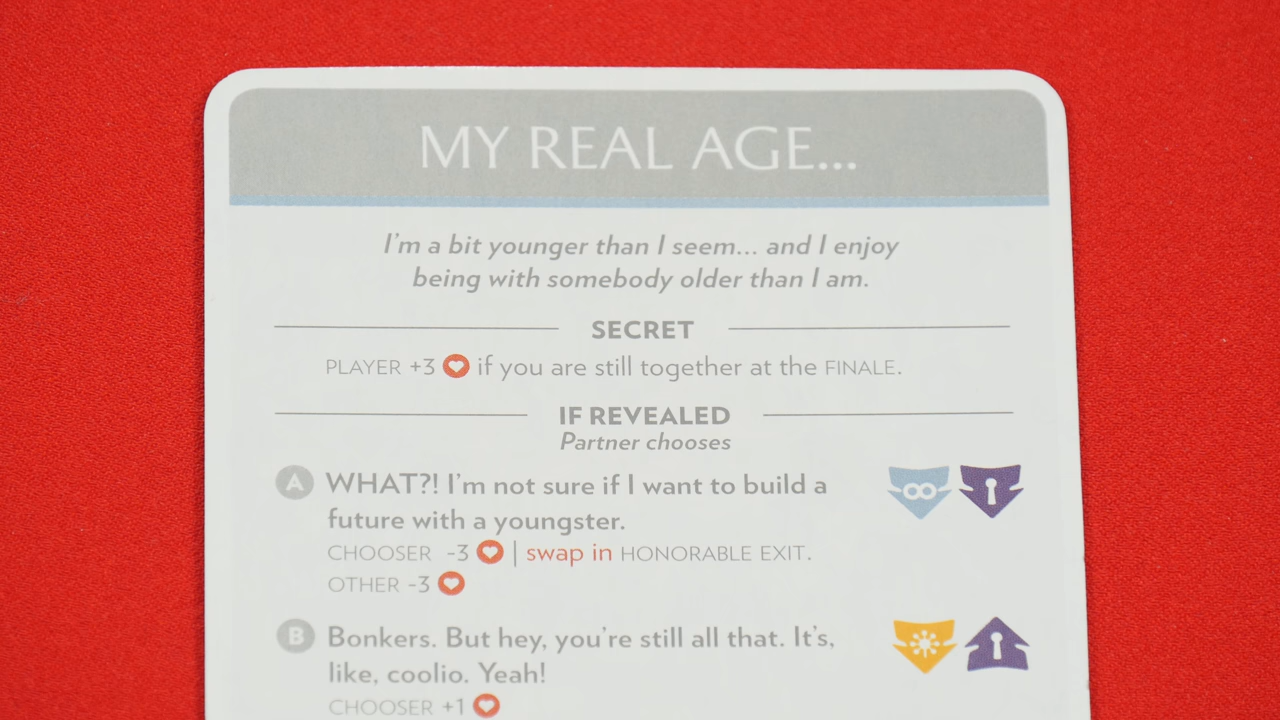 MY REAL AGE...
I'm a bit younger than I seem... and I enjoy
being with somebody older than I am.
SECRET
PLAYER +3 if you are still together at the FINALE.
IF REVEALED
Partner chooses
A WHAT?! I'm not sure if I want to build a
future with a youngster.
CHOOSER -3 | swap in HONORABLE EXIT.
OTHER -3
B Bonkers. But hey, you're still all that. It's,
like, coolio. Yeah!
CHOOSER +1